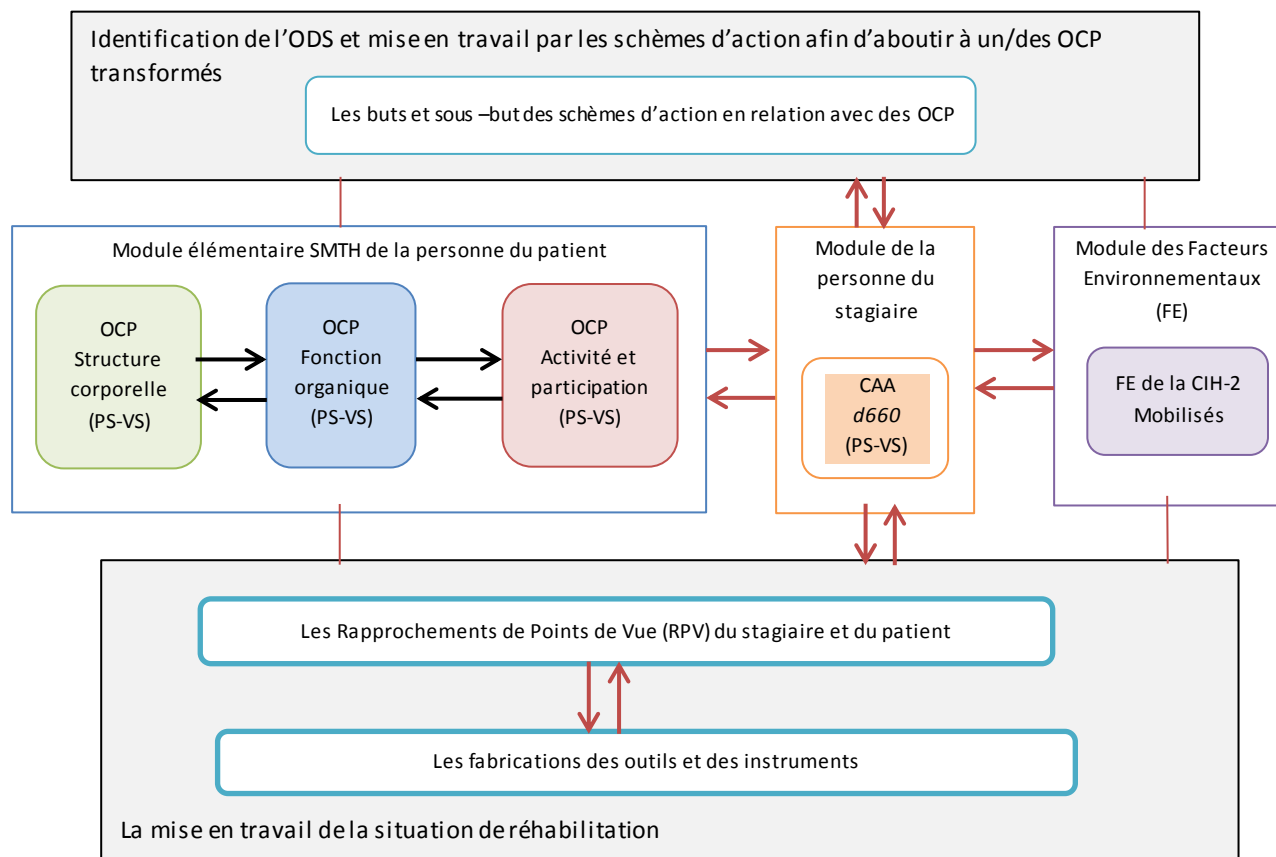 Identification de l'ODS et mise en travail par les schèmes d'action afin d'aboutir à un/des OCP
transformés
Les buts et sous –but des schèmes d'action en relation avec des OCP
Module élémentaire SMTH de la personne du patient
OCP
Structure
corporelle
(PS-VS)
OCP
Fonction
organique
(PS-VS)
OCP
Activité et
participation
(PS-VS)
Module de la
personne du
stagiaire
CAA
d660
(PS-VS)
Module des Facteurs
Environnementaux
(FE)
FE de la CIH-2
Mobilisés
Les Rapprochements de Points de Vue (RPV) du stagiaire et du patient
Les fabrications des outils et des instruments
La mise en travail de la situation de réhabilitation